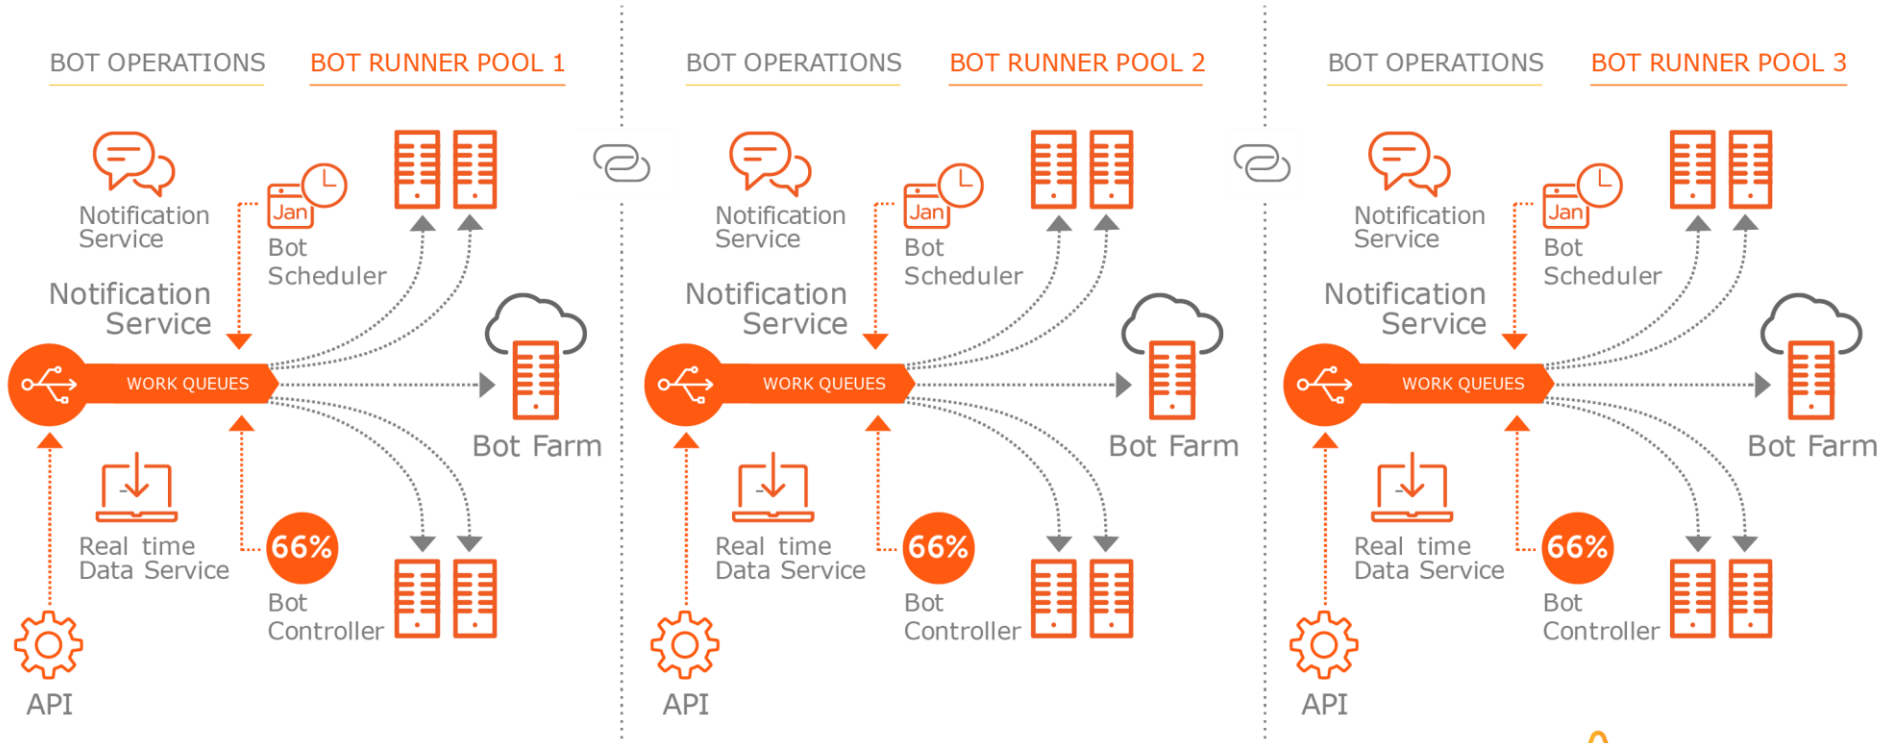 BOT OPERATIONS
BOT RUNNER POOL 1
Notification
Service
Jan
Bot
Scheduler
Notification
Service
WORK QUEUES
Bot Farm
Real time
Data Service
66%
Bot
Controller
API
BOT OPERATIONS
BOT RUNNER POOL 2
Notification
Service
Jan
Bot
Scheduler
Notification
Service
WORK QUEUES
Bot Farm
Real time
Data Service
66%
Bot
Controller
API
BOT OPERATIONS
BOT RUNNER POOL 3
Notification
Service
Jan
Bot
Scheduler
Notification
Service
WORK QUEUES
Bot Farm
Real time
Data Service
66%
Bot
Controller
API